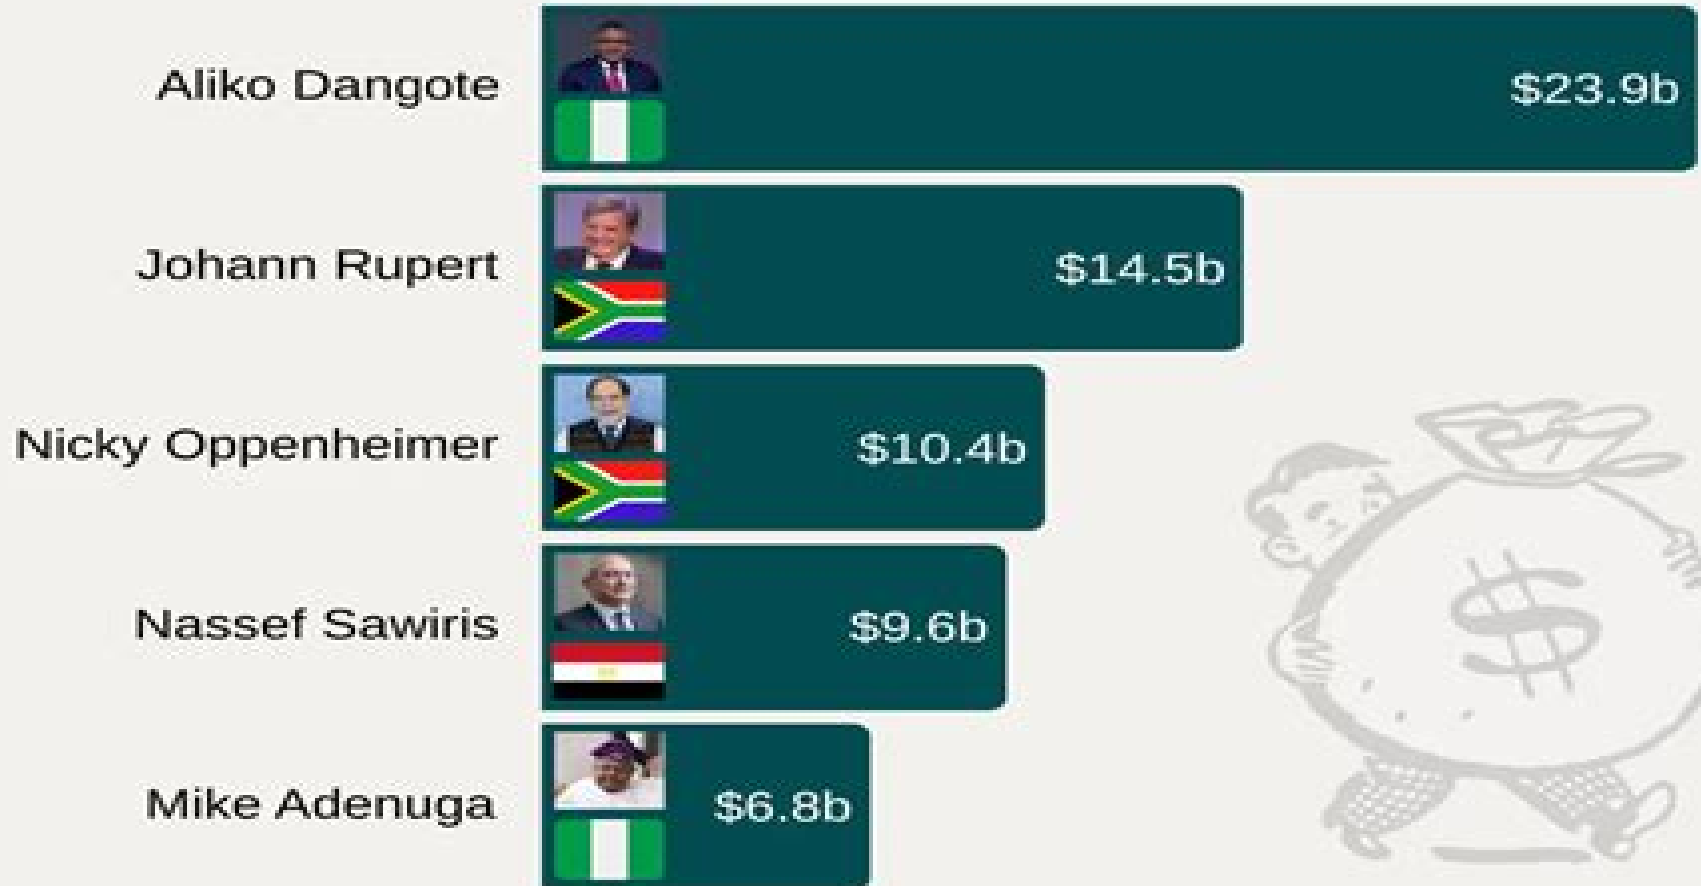 Aliko Dangote $23.9b
Johann Rupert $14.5b
Nicky Oppenheimer $10.4b
Nassef Sawiris $9.6b
Mike Adenuga $6.8b
$